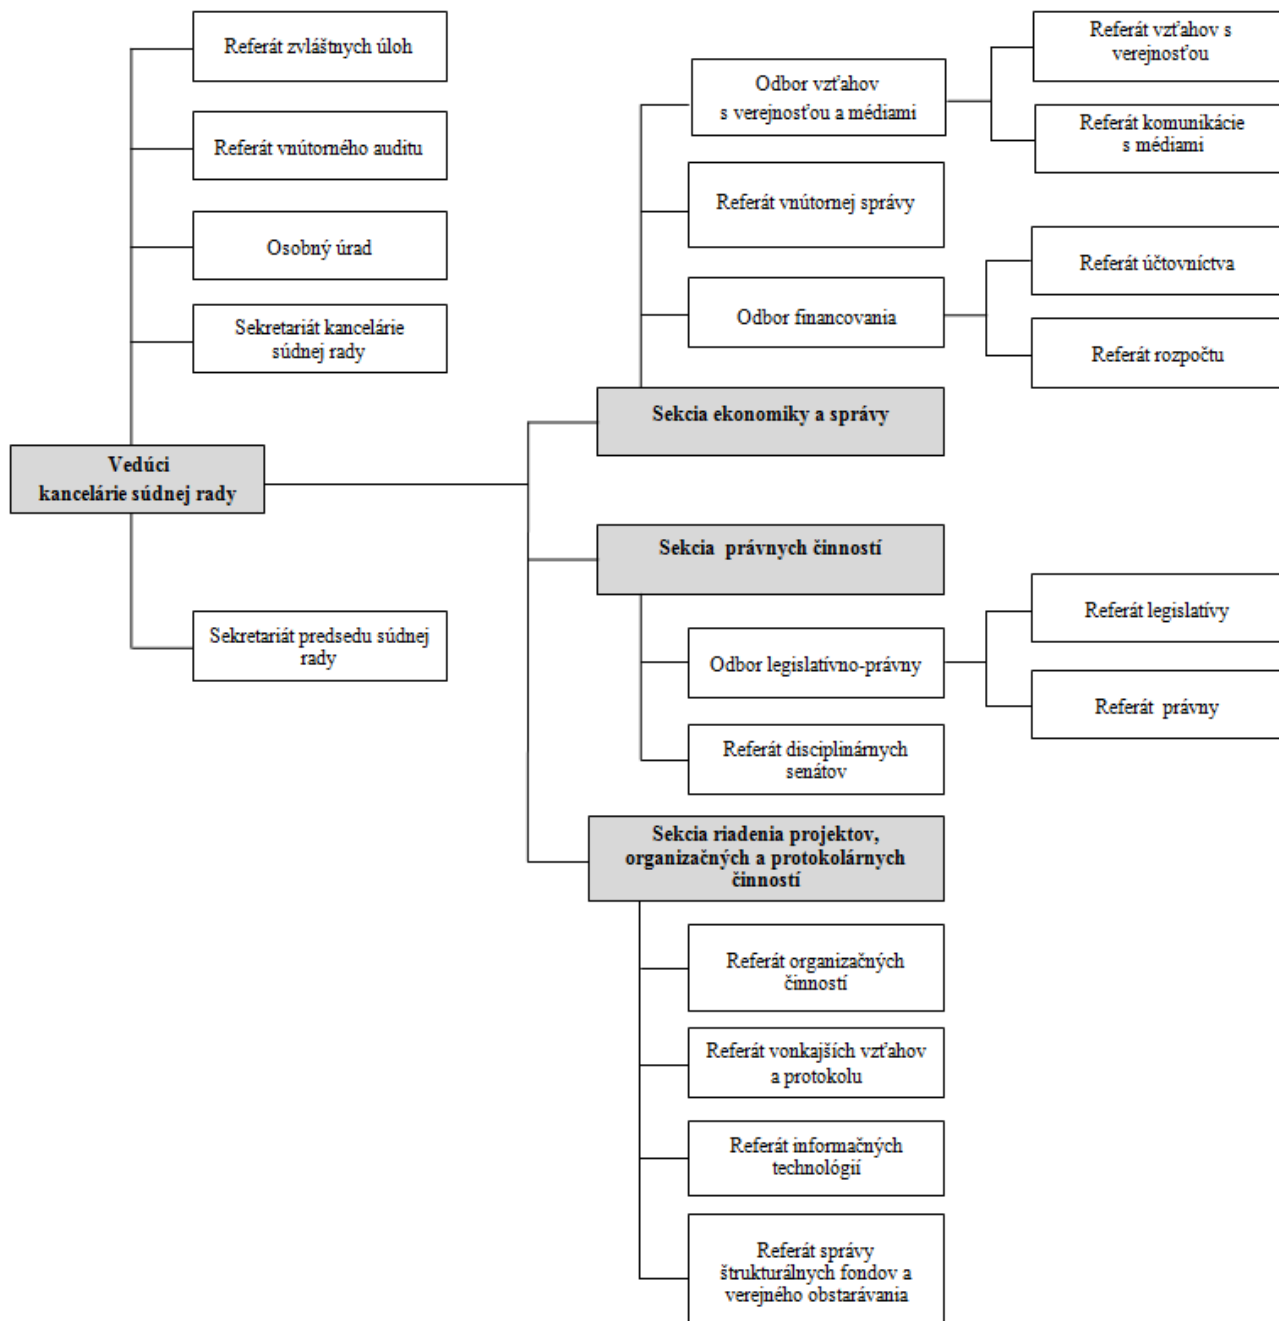 Referát zvláštnych úloh
Referát vnútorného auditu
Osobný úrad
Sekretariát kancelárie
súdnej rady
Vedúci
kancelárie súdnej rady
Sekretariát predsedu súdnej
rady
Odbor vzťahov
s verejnosťou a médiami
Referát vzťahov s
verejnosťou
Referát komunikácie
s médiami
Referát vnútornej správy
Odbor financovania
Referát účtovníctva
Referát rozpočtu
Sekcia ekonomiky a správy
Sekcia právnych činností
Odbor legislatívno-právny
Referát legislatívy
Referát právny
Referát disciplinárnych
senátov
Sekcia riadenia projektov,
organizačných a protokolárnych
činností
Referát organizačných
činností
Referát vonkajších vzťahov
a protokolu
Referát informačných
technológií
Referát správy
štrukturálnych fondov a
verejného obstarávania